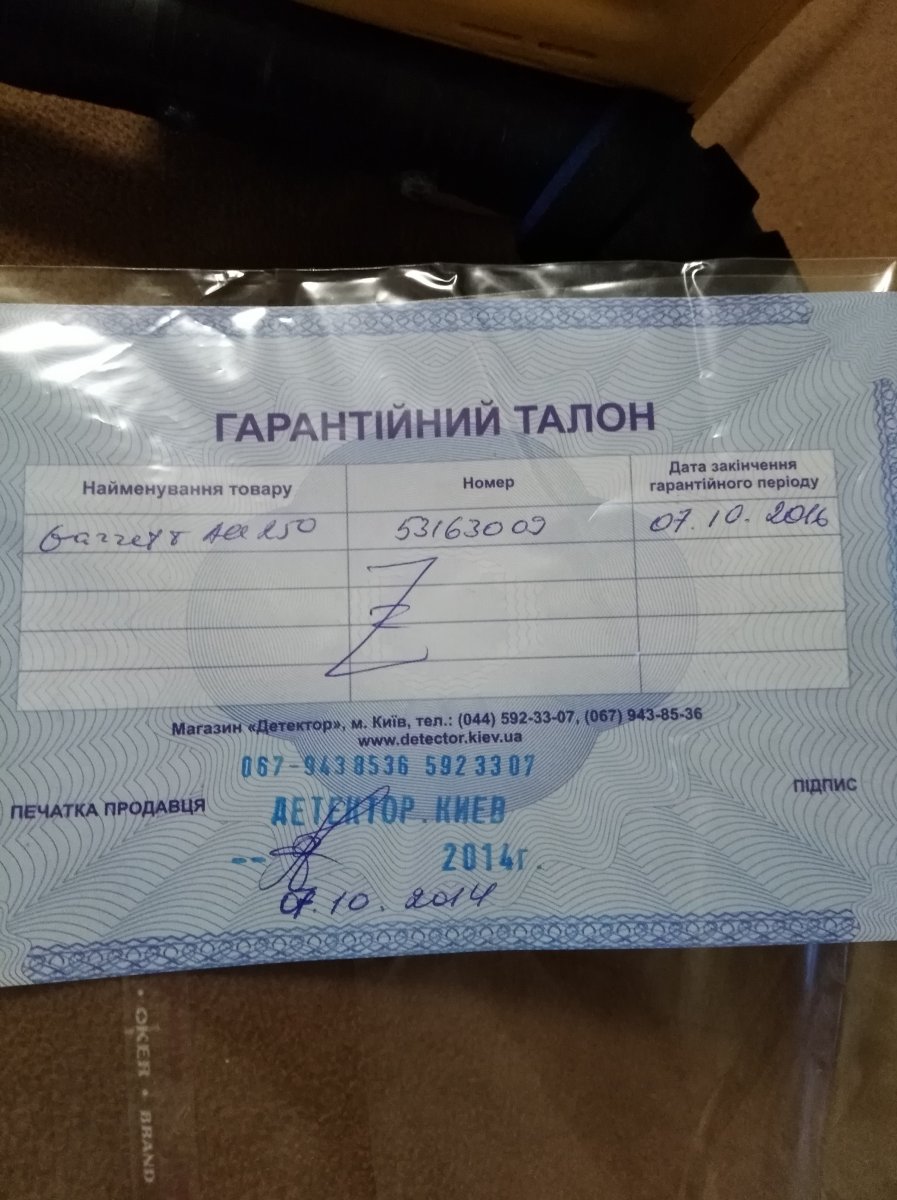 ГАРАНТІЙНИЙ ТАЛОН
Найменування товару
Номер
Дата закінчення
гарантійного періоду
Garrett ACE 250
53163009
07.10.2016
Z
Магазин «Детектор», м. Київ, тел.: (044) 592-33-07, (067) 943-85-36
www.detector.kiev.ua
067-9438536 5923307
ПЕЧАТКА ПРОДАВЦЯ
ДЕТЕКТОР.КИЕВ
ПІДПИС
-- 2014г.
07.10.2014
• OKER • BRAND